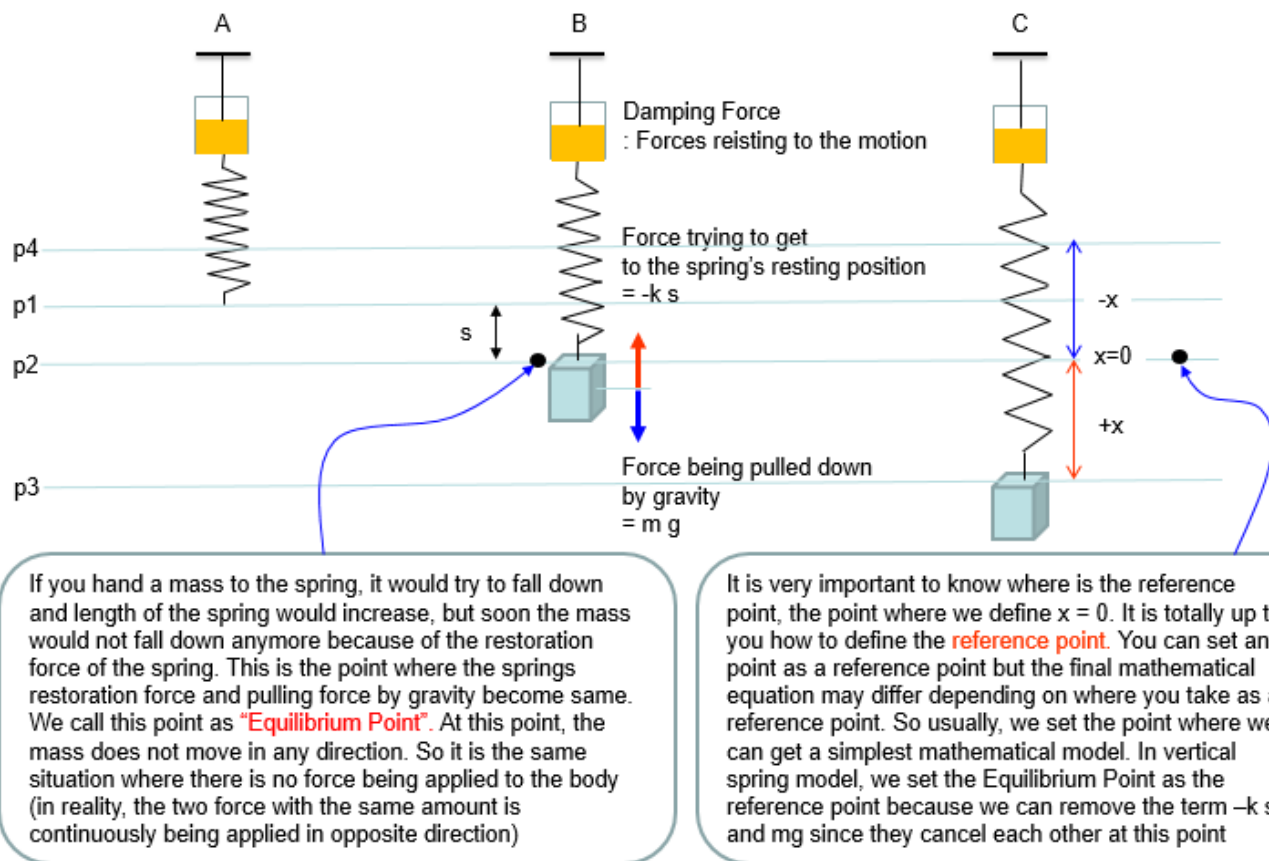 A
B
C
Damping Force
: Forces reisting to the motion
p4
Force trying to get
to the spring's resting position
= -k s
p1
-x
s
p2
x=0
+x
Force being pulled down
by gravity
= m g
p3
If you hand a mass to the spring, it would try to fall down
and length of the spring would increase, but soon the mass
would not fall down anymore because of the restoration
force of the spring. This is the point where the springs
restoration force and pulling force by gravity become same.
We call this point as “Equilibrium Point”. At this point, the
mass does not move in any direction. So it is the same
situation where there is no force being applied to the body
(in reality, the two force with the same amount is
continuously being applied in opposite direction)
It is very important to know where is the reference
point, the point where we define x = 0. It is totally up t
you how to define the reference point. You can set an
point as a reference point but the final mathematical
equation may differ depending on where you take as a
reference point. So usually, we set the point where we
can get a simplest mathematical model. In vertical
spring model, we set the Equilibrium Point as the
reference point because we can remove the term –k s
and mg since they cancel each other at this point